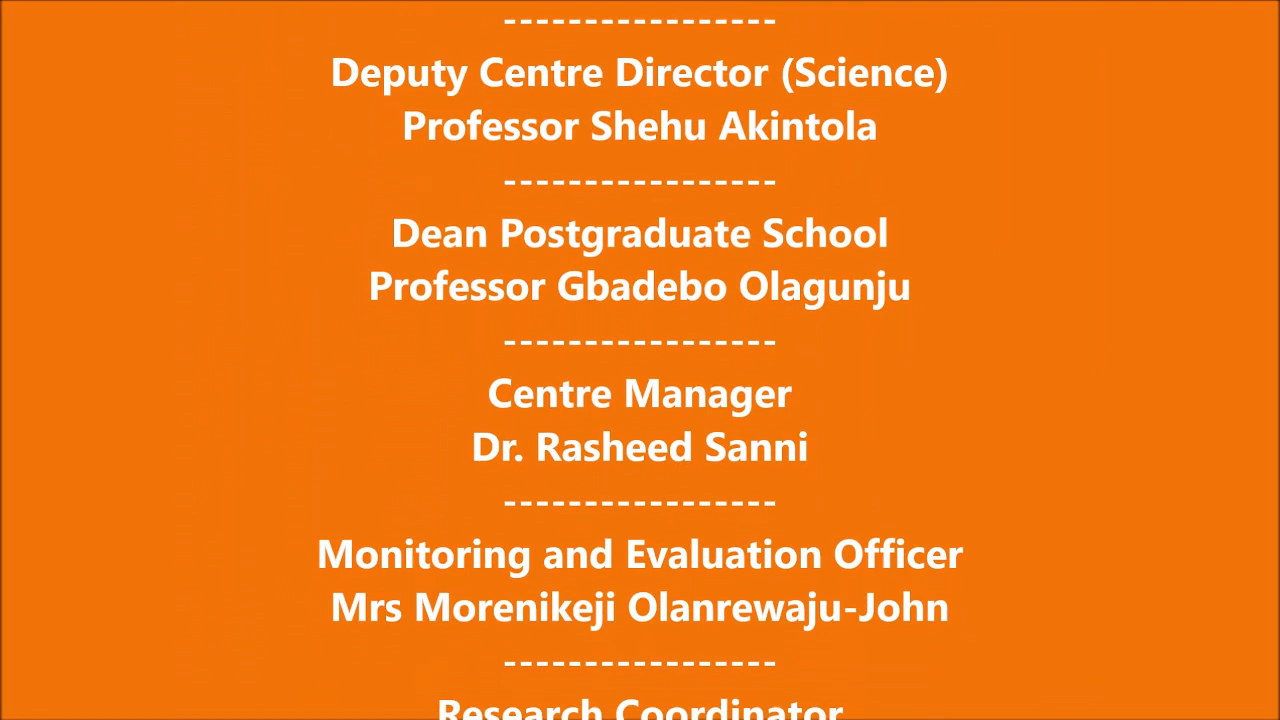 -----------------
Deputy Centre Director (Science)
Professor Shehu Akintola
-----------------
Dean Postgraduate School
Professor Gbadebo Olagunju
-----------------
Centre Manager
Dr. Rasheed Sanni
-----------------
Monitoring and Evaluation Officer
Mrs Morenikeji Olanrewaju-John
-----------------
Research Coordinator